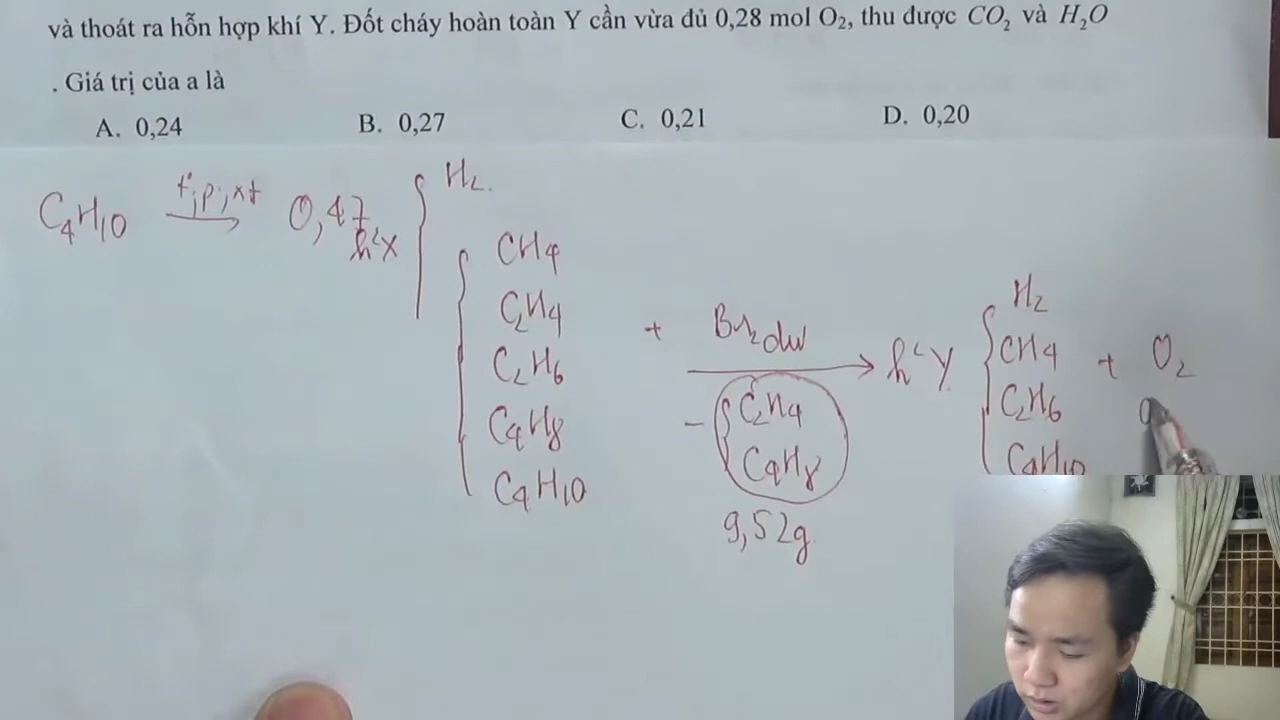 và thoát ra hỗn hợp khí Y. Đốt cháy hoàn toàn Y cần vừa đủ 0,28 mol O₂, thu được CO₂ và H₂O
. Giá trị của a là
A. 0,24 B. 0,27 C. 0,21 D. 0,20
C₄H₁₀ t°,p,xt 0,47 h²X
H₂
CH₄
C₂H₄
C₂H₆
C₄H₈
C₄H₁₀
+ Br₂ dư
- C₂H₄
C₄H₈
9,52g
h²Y
H₂
CH₄
C₂H₆
C₄H₁₀
+ O₂